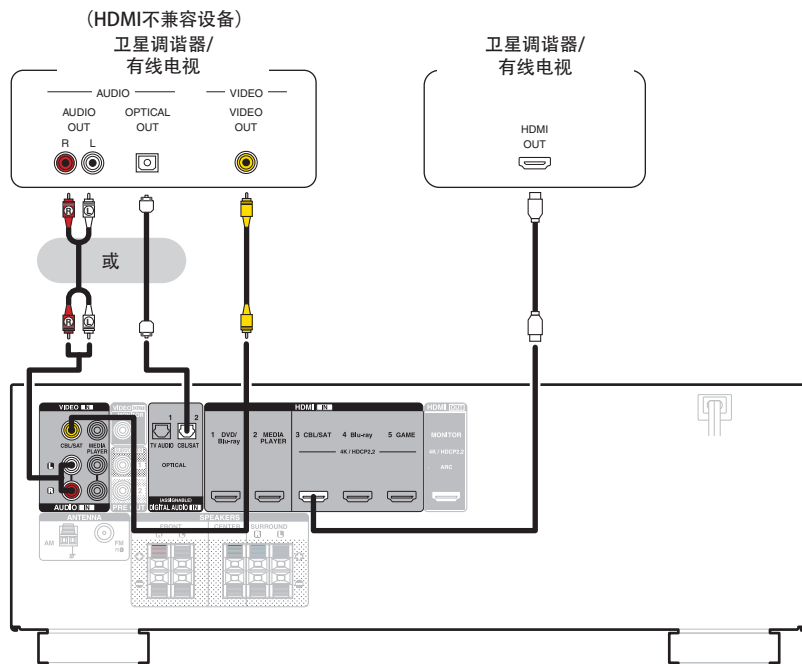 （HDMI不兼容设备）
卫星调谐器/
有线电视
AUDIO
VIDEO
AUDIO
OUT
OPTICAL
OUT
VIDEO
OUT
R L
R L
或
R L
卫星调谐器/
有线电视
HDMI
OUT
VIDEO IN
CBL/SAT
MEDIA
PLAYER
L
R
AUDIO IN
VIDEO
PRE OUT
1 2
TV AUDIO CBL/SAT
OPTICAL
(ASSIGNABLE)
DIGITAL AUDIO IN
HDMI IN
1 DVD/
Blu-ray
2 MEDIA
PLAYER
3 CBL/SAT
4 Blu-ray
5 GAME
4K / HDCP2.2
HDMI OUT
MONITOR
4K / HDCP2.2
ARC
ANTENNA
AM
FM
SPEAKERS
FRONT
R L
CENTER
SURROUND
R L